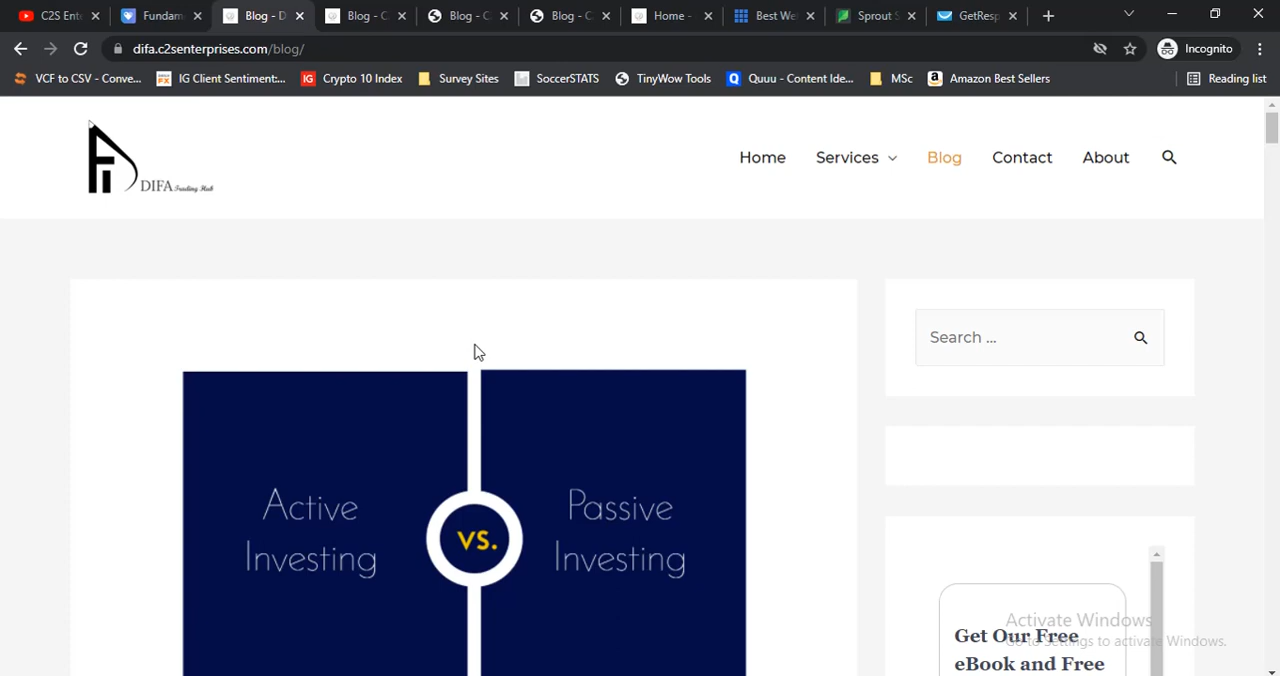 C2S Ent
Fundam
Blog - D
Blog - C
Blog - C
Blog - C
Home -
Best We
Sprout S
GetResp
difa.c2senterprises.com/blog/
Incognito
VCF to CSV - Conve...
IG Client Sentiment...
IG
Crypto 10 Index
Survey Sites
SoccerSTATS
TinyWow Tools
Q
Quuu - Content Ide...
MSc
Amazon Best Sellers
Reading list
DIFA Trading Hub
Home
Services
Blog
Contact
About
Search ...
Active
Investing
vs.
Passive
Investing
Get Our Free
eBook and Free
Activate Windows
Go to Settings to activate Windows.